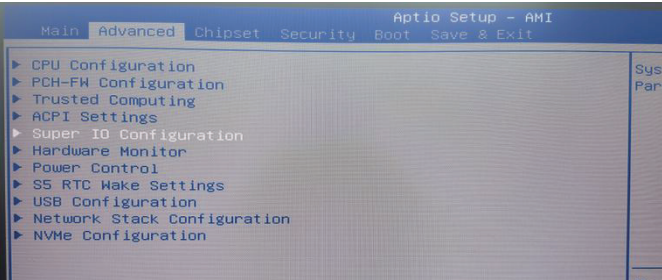 Aptio Setup – AMI
Main Advanced Chipset Security Boot Save & Exit
CPU Configuration
PCH-FW Configuration
Trusted Computing
ACPI Settings
Super IO Configuration
Hardware Monitor
Power Control
S5 RTC Wake Settings
USB Configuration
Network Stack Configuration
NVMe Configuration
Sys
Par